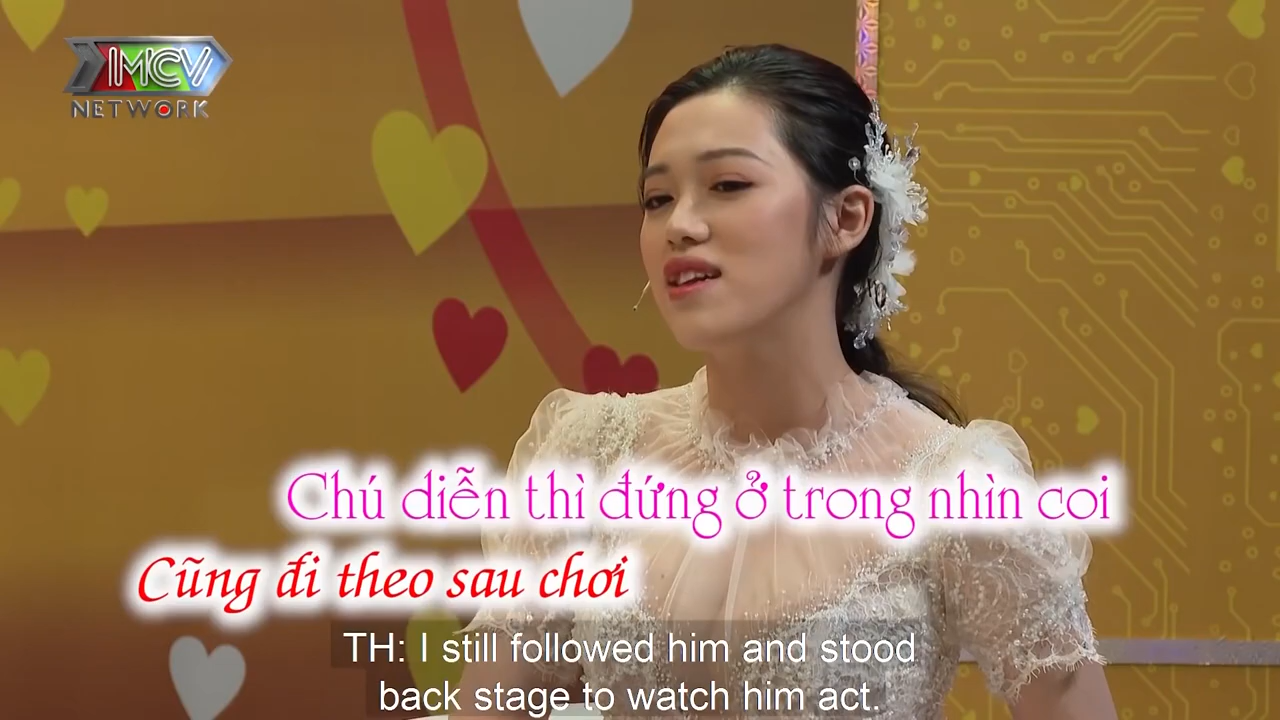 MCV
NETWORK
Chú diễn thì đứng ở trong nhìn coi
Cũng đi theo sau chơi
TH: I still followed him and stood
back stage to watch him act.